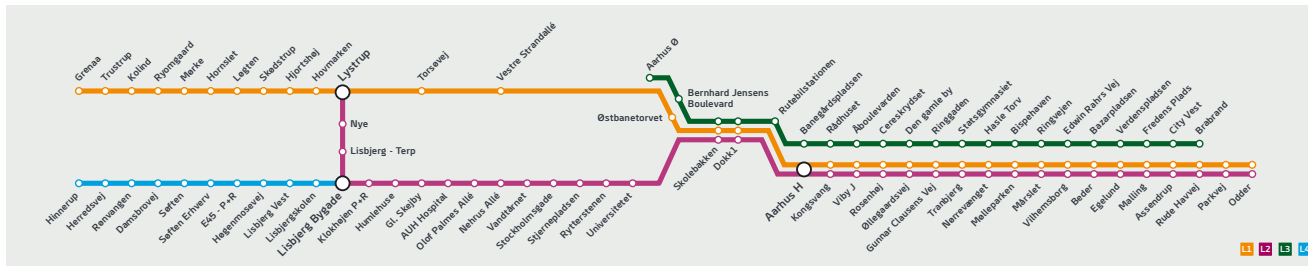 Grenaa
Trustrup
Kolind
Ryomgaard
Mørke
Hornslet
Løgten
Skødstrup
Hjortshøj
Hovmarken
Lystrup
Torsøvej
Vestre Strandallé
Østbanetorvet
Aarhus Ø
Bernhard Jensens
Boulevard
Rutebilstationen
Banegårdspladsen
Rådhuset
Åboulevarden
Cereskrydset
Den gamle by
Ringgaden
Statsgymnasiet
Hasle Torv
Bispehaven
Ringvejen
Edwin Rahrs Vej
Bazarpladsen
Verdenspladsen
Fredens Plads
City Vest
Brabrand
Nye
Lisbjerg - Terp
Hinnerup
Herredsvej
Rønvangen
Damsbrovej
Søften
Søften Erhverv
E45 - P+R
Høgenmosevej
Lisbjerg Vest
Lisbjergskolen
Lisbjerg Bygade
Klokhøjen P+R
Humlehuse
Gl. Skejby
AUH Hospital
Olof Palmes Allé
Nehrus Allé
Vandtårnet
Stockholmsgade
Stjernepladsen
Rytterstenen
Universitetet
Skolebakken
Dokk1
Aarhus H
Kongsvang
Viby J
Rosenhøj
Øllegårdsvej
Gunnar Clausens Vej
Tranbjerg
Nørrevænget
Mølleparken
Mårslet
Vilhelmsborg
Beder
Egelund
Malling
Assendrup
Rude Havvej
Parkvej
Odder
L1 L2 L3 L4